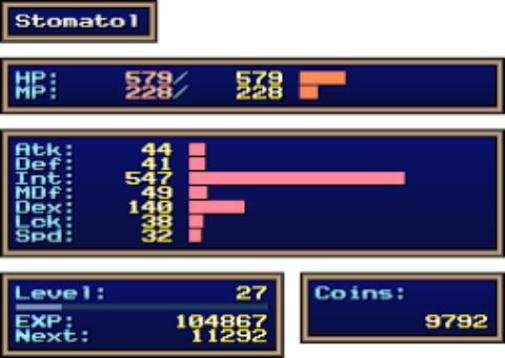 Stomatol
HP: 579/ 579
MP: 228/ 228
Atk: 44
Def: 41
Int: 547
MDf: 49
Dex: 140
Lck: 38
Spd: 32
Level: 27
EXP: 104867
Next: 11292
Coins:
9792